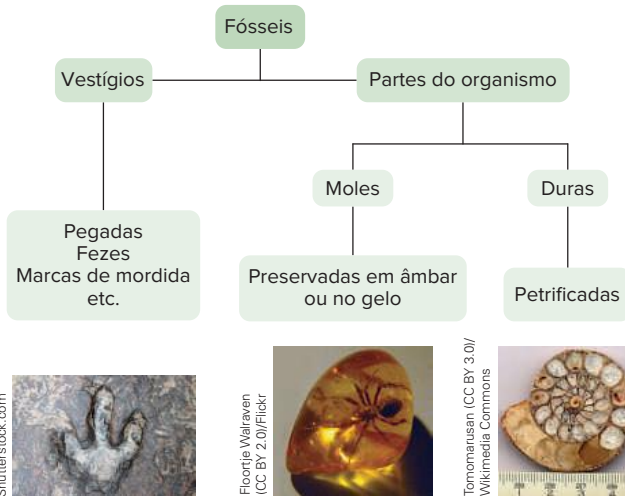 Fósseis
Vestígios
Partes do organismo
Moles
Duras
Pegadas
Fezes
Marcas de mordida
etc.
Preservadas em âmbar
ou no gelo
Petrificadas
Shutterstock.com
Floortje Walraven
(CC BY 2.0)/Flickr
Tomomarusan (CC BY 3.0)/
Wikimedia Commons